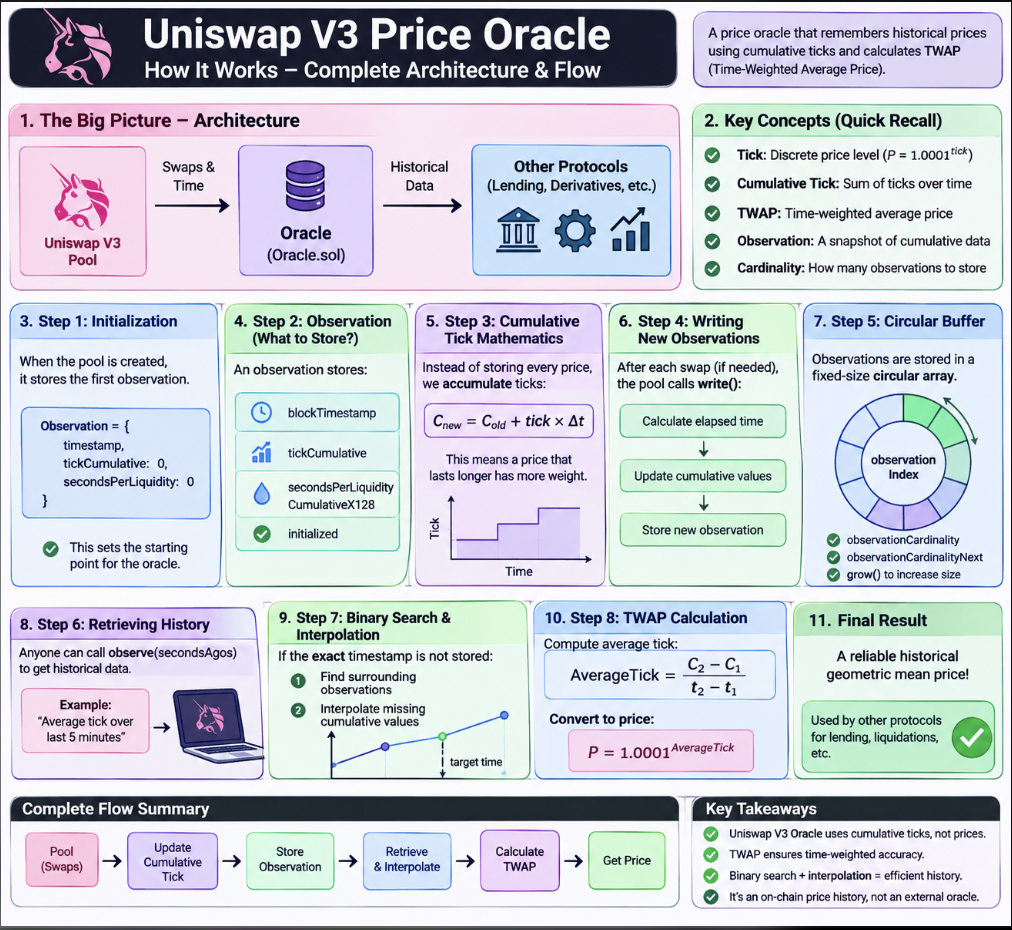 Uniswap V3 Price Oracle
How It Works – Complete Architecture & Flow
A price oracle that remembers historical prices
using cumulative ticks and calculates TWAP
(Time-Weighted Average Price).
1. The Big Picture – Architecture
Uniswap V3
Pool
Swaps &
Time
Oracle
(Oracle.sol)
Historical
Data
Other Protocols
(Lending, Derivatives, etc.)
2. Key Concepts (Quick Recall)
Tick: Discrete price level (P = 1.0001^tick)
Cumulative Tick: Sum of ticks over time
TWAP: Time-weighted average price
Observation: A snapshot of cumulative data
Cardinality: How many observations to store
3. Step 1: Initialization
When the pool is created,
it stores the first observation.
Observation = {
timestamp,
tickCumulative: 0,
secondsPerLiquidity: 0
}
This sets the starting
point for the oracle.
4. Step 2: Observation
(What to Store?)
An observation stores:
blockTimestamp
tickCumulative
secondsPerLiquidity
CumulativeX128
initialized
5. Step 3: Cumulative
Tick Mathematics
Instead of storing every price,
we accumulate ticks:
C_new = C_old + tick × Δt
This means a price that
lasts longer has more weight.
Tick
Time
6. Step 4: Writing
New Observations
After each swap (if needed),
the pool calls write():
Calculate elapsed time
Update cumulative values
Store new observation
7. Step 5: Circular Buffer
Observations are stored in a
fixed-size circular array.
observation
Index
observationCardinality
observationCardinalityNext
grow() to increase size
8. Step 6: Retrieving History
Anyone can call observe(secondsAgos)
to get historical data.
Example:
"Average tick over
last 5 minutes"
9. Step 7: Binary Search &
Interpolation
If the exact timestamp is not stored:
1 Find surrounding
observations
2 Interpolate missing
cumulative values
target time
10. Step 8: TWAP Calculation
Compute average tick:
AverageTick = (C₂ − C₁) / (t₂ − t₁)
Convert to price:
P = 1.0001^AverageTick
11. Final Result
A reliable historical
geometric mean price!
Used by other protocols
for lending, liquidations,
etc.
Complete Flow Summary
Pool
(Swaps)
Update
Cumulative
Tick
Store
Observation
Retrieve
& Interpolate
Calculate
TWAP
Get Price
Key Takeaways
Uniswap V3 Oracle uses cumulative ticks, not prices.
TWAP ensures time-weighted accuracy.
Binary search + interpolation = efficient history.
It's an on-chain price history, not an external oracle.